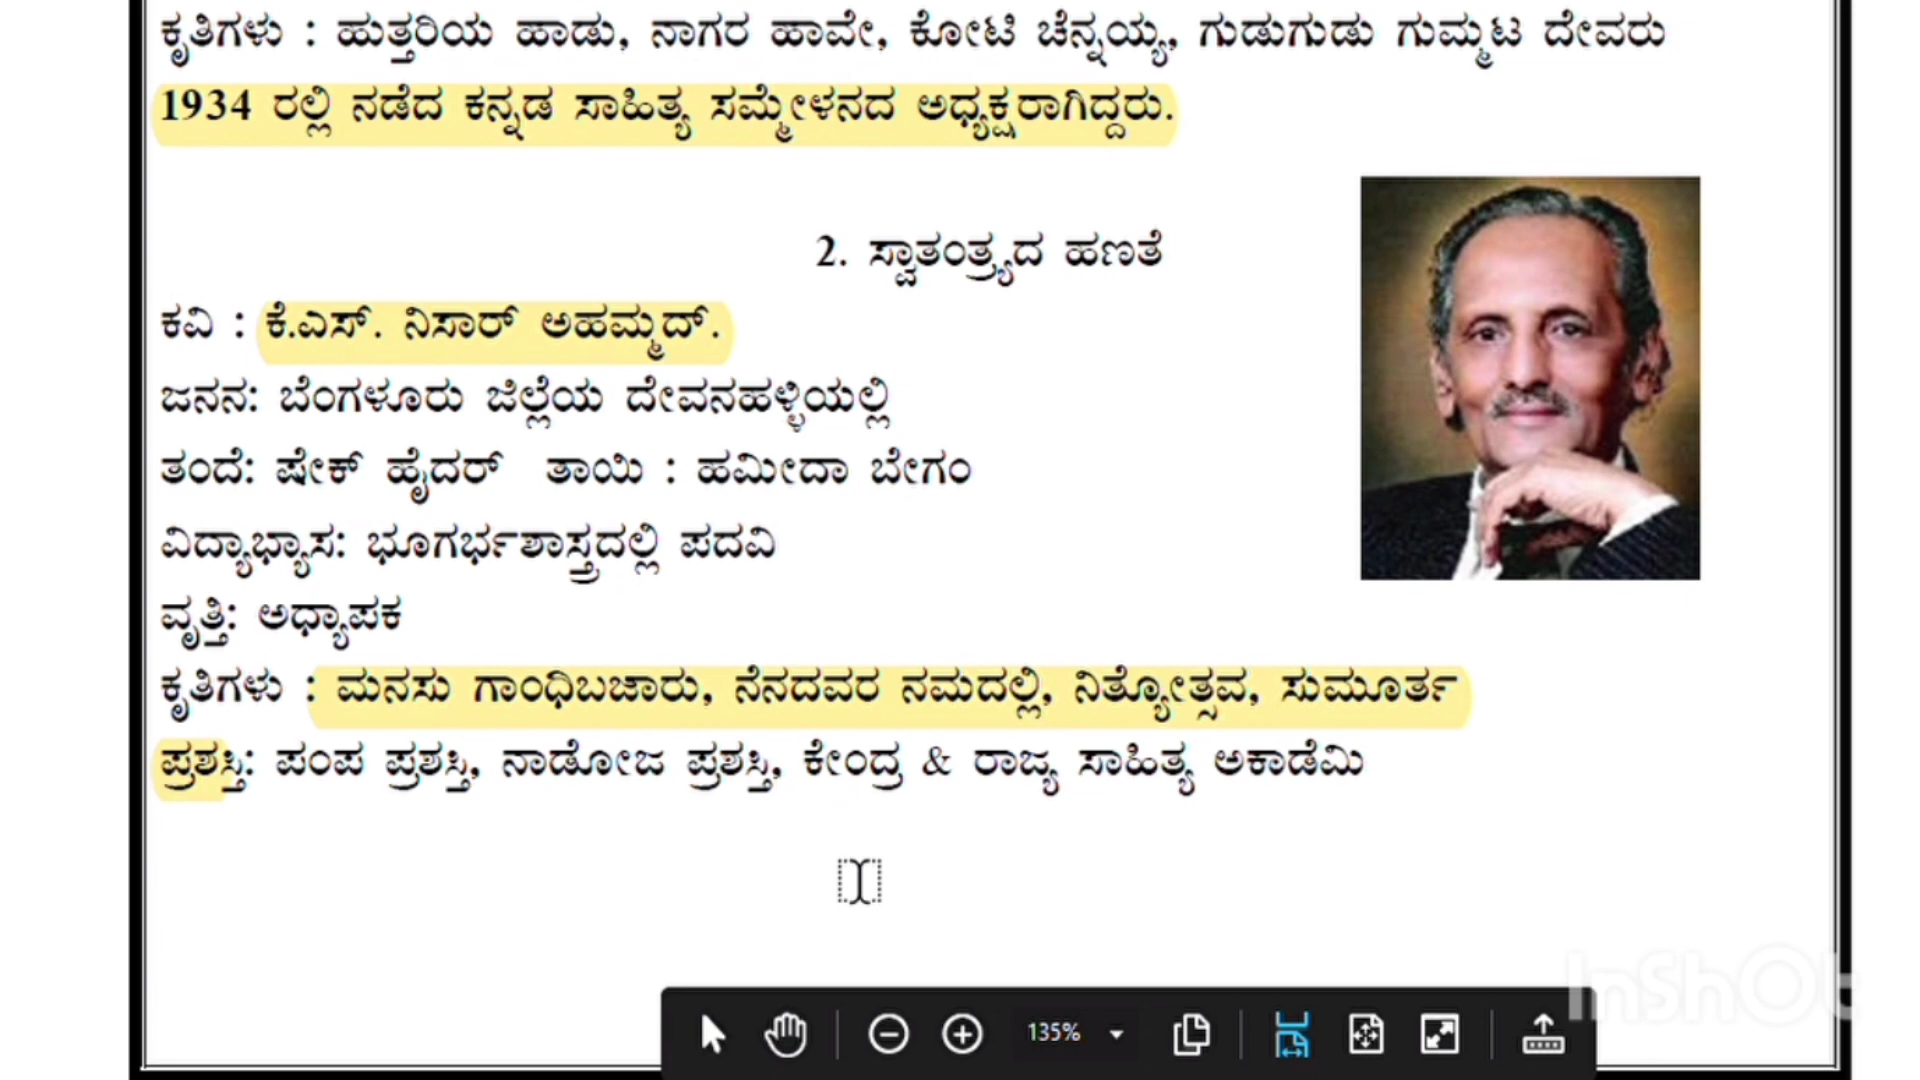 ಕೃತಿಗಳು : ಹುತ್ತರಿಯ ಹಾಡು, ನಾಗರ ಹಾವೇ, ಕೋಟಿ ಚೆನ್ನಯ್ಯ, ಗುಡುಗುಡು ಗುಮ್ಮಟ ದೇವರು
1934 ರಲ್ಲಿ ನಡೆದ ಕನ್ನಡ ಸಾಹಿತ್ಯ ಸಮ್ಮೇಳನದ ಅಧ್ಯಕ್ಷರಾಗಿದ್ದರು.
2. ಸ್ವಾತಂತ್ರ್ಯದ ಹಣತೆ
ಕವಿ : ಕೆ.ಎಸ್. ನಿಸಾರ್ ಅಹಮ್ಮದ್.
ಜನನ: ಬೆಂಗಳೂರು ಜಿಲ್ಲೆಯ ದೇವನಹಳ್ಳಿಯಲ್ಲಿ
ತಂದೆ: ಷೇಕ್ ಹೈದರ್ ತಾಯಿ : ಹಮೀದಾ ಬೇಗಂ
ವಿದ್ಯಾಭ್ಯಾಸ: ಭೂಗರ್ಭಶಾಸ್ತ್ರದಲ್ಲಿ ಪದವಿ
ವೃತ್ತಿ: ಅಧ್ಯಾಪಕ
ಕೃತಿಗಳು : ಮನಸು ಗಾಂಧಿಬಜಾರು, ನೆನದವರ ನಮದಲ್ಲಿ, ನಿತ್ಯೋತ್ಸವ, ಸುಮೂರ್ತ
ಪ್ರಶಸ್ತಿ: ಪಂಪ ಪ್ರಶಸ್ತಿ, ನಾಡೋಜ ಪ್ರಶಸ್ತಿ, ಕೇಂದ್ರ & ರಾಜ್ಯ ಸಾಹಿತ್ಯ ಅಕಾಡೆಮಿ
InShOt
135%